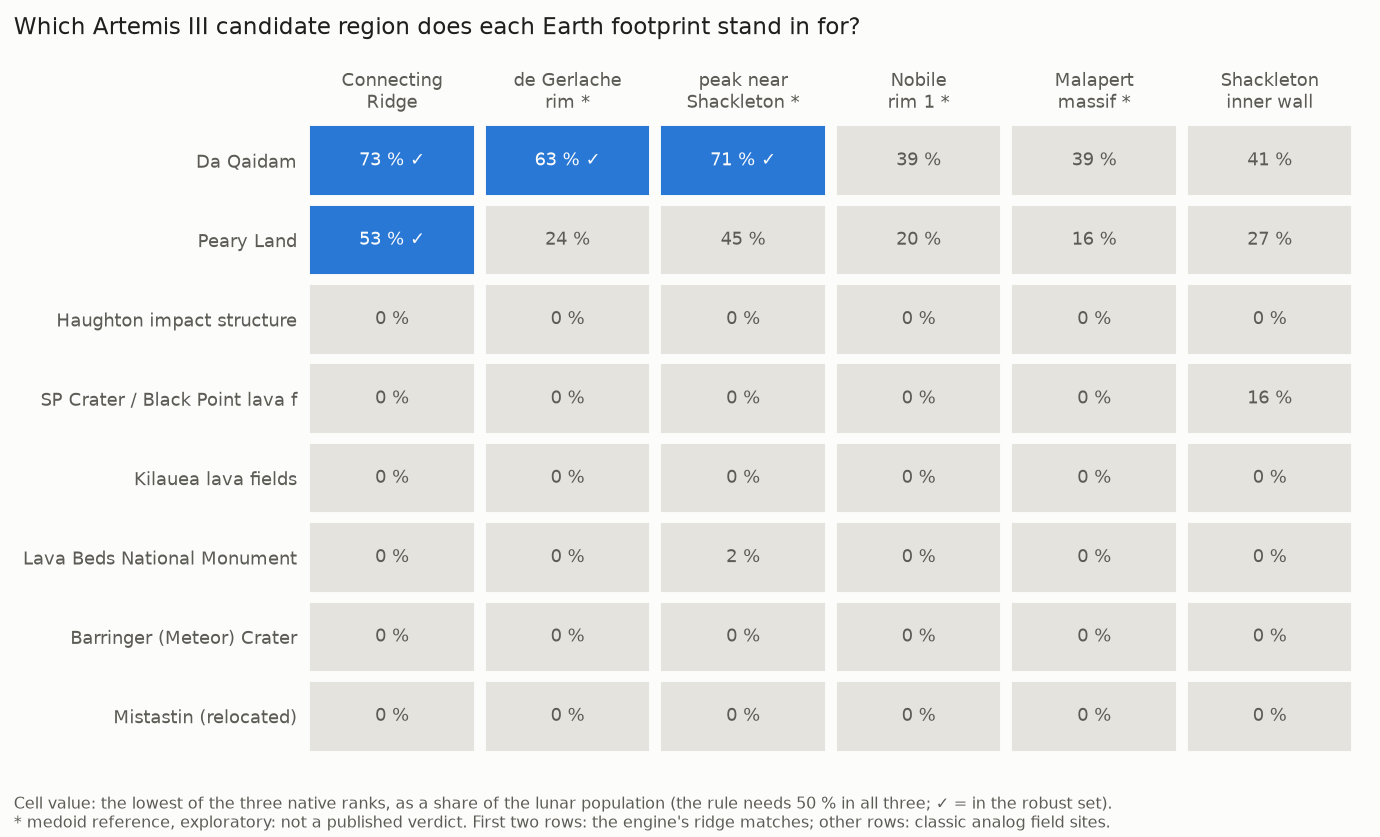 Which Artemis III candidate region does each Earth footprint stand in for?
Connecting
Ridge
de Gerlache
rim *
peak near
Shackleton *
Nobile
rim 1 *
Malapert
massif *
Shackleton
inner wall
Da Qaidam
73 % ✓
63 % ✓
71 % ✓
39 %
39 %
41 %
Peary Land
53 % ✓
24 %
45 %
20 %
16 %
27 %
Haughton impact structure
0 %
0 %
0 %
0 %
0 %
0 %
SP Crater / Black Point lava f
0 %
0 %
0 %
0 %
0 %
16 %
Kilauea lava fields
0 %
0 %
0 %
0 %
0 %
0 %
Lava Beds National Monument
0 %
0 %
2 %
0 %
0 %
0 %
Barringer (Meteor) Crater
0 %
0 %
0 %
0 %
0 %
0 %
Mistastin (relocated)
0 %
0 %
0 %
0 %
0 %
0 %
Cell value: the lowest of the three native ranks, as a share of the lunar population (the rule needs 50 % in all three; ✓ = in the robust set).
* medoid reference, exploratory: not a published verdict. First two rows: the engine's ridge matches; other rows: classic analog field sites.